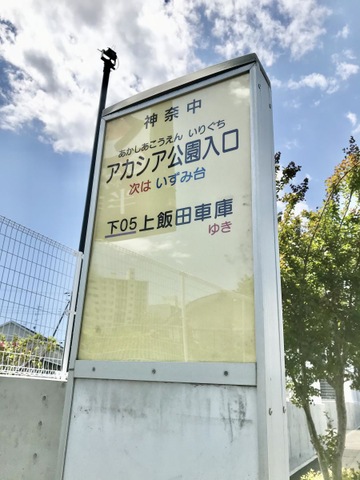 神奈中
あかしあこうえん いりぐち
アカシア公園入口
次は いずみ台
下05上飯田車庫
ゆき